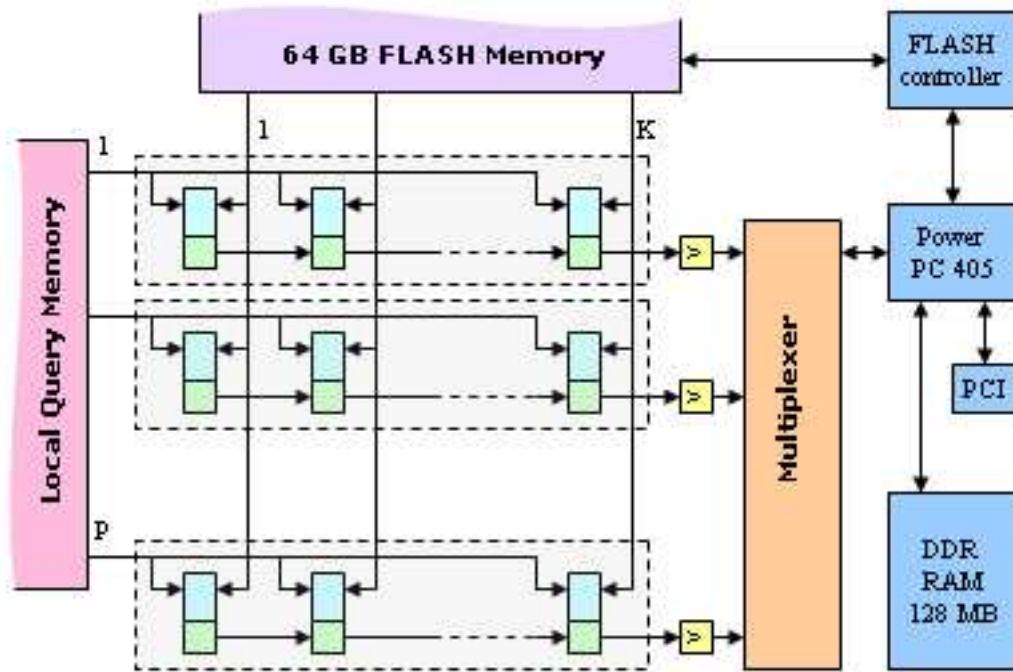 64 GB FLASH Memory
FLASH
controller
1
K
1
Local Query Memory
Power
PC 405
>
Multiplexer
PCI
>
P
DDR
RAM
128 MB
>